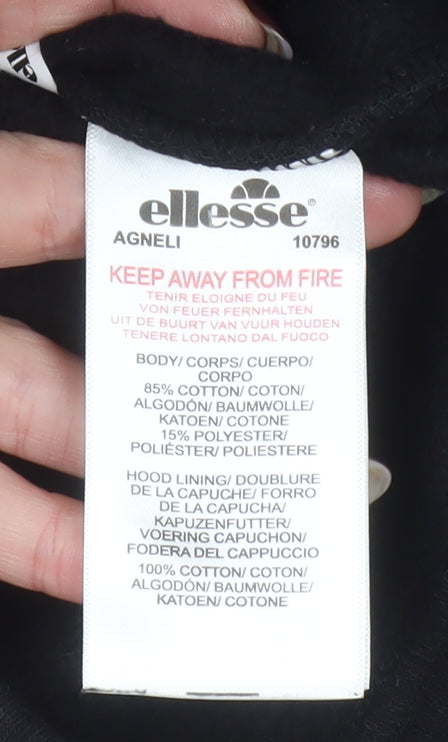 ellesse®
AGNELI 10796
KEEP AWAY FROM FIRE
TENIR ELOIGNE DU FEU
VON FEUER FERNHALTEN
UIT DE BUURT VAN VUUR HOUDEN
TENERE LONTANO DAL FUOCO
BODY/ CORPS/ CUERPO/
CORPO
85% COTTON/ COTON/
ALGODÓN/ BAUMWOLLE/
KATOEN/ COTONE
15% POLYESTER/
POLIÉSTER/ POLIESTERE
HOOD LINING/ DOUBLURE
DE LA CAPUCHE/ FORRO
DE LA CAPUCHA/
KAPUZENFUTTER/
VOERING CAPUCHON/
FODERA DEL CAPPUCCIO
100% COTTON/ COTON/
ALGODÓN/ BAUMWOLLE/
KATOEN/ COTONE